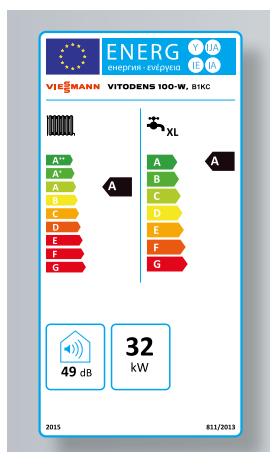 ENERG Y IJA
енергия · ενέργεια IE IA
VIESMANN VITODENS 100-W, B1KC
XL
A++
A+
A
B
C
D
E
F
G
A
A
B
C
D
E
F
G
A
49 dB
32
kW
2015 811/2013